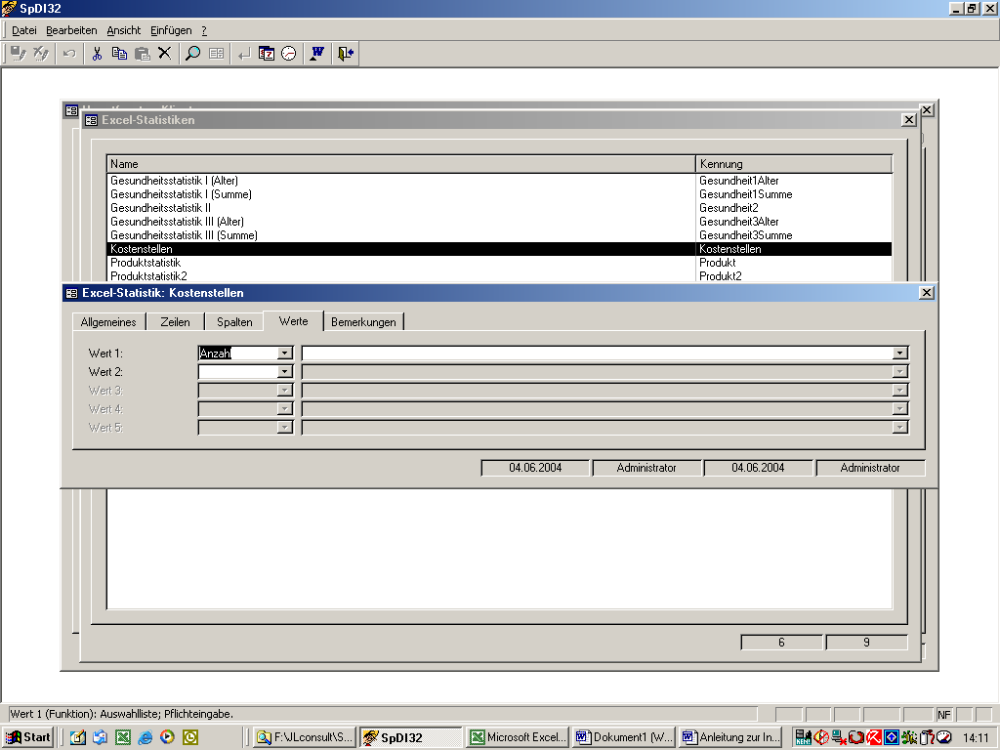 SpDI32
Datei Bearbeiten Ansicht Einfügen ?
Excel-Statistiken
Name Kennung
Gesundheitsstatistik I (Alter) Gesundheit1Alter
Gesundheitsstatistik I (Summe) Gesundheit1Summe
Gesundheitsstatistik II Gesundheit2
Gesundheitsstatistik III (Alter) Gesundheit3Alter
Gesundheitsstatistik III (Summe) Gesundheit3Summe
Kostenstellen Kostenstellen
Produktstatistik Produkt
Produktstatistik2 Produkt2
Excel-Statistik: Kostenstellen
Allgemeines Zeilen Spalten Werte Bemerkungen
Wert 1: Anzahl
Wert 2:
Wert 3:
Wert 4:
Wert 5:
04.06.2004 Administrator 04.06.2004 Administrator
6 9
Wert 1 (Funktion): Auswahlliste; Pflichteingabe.
NF
Start F:\JLconsult\S... SpDI32 Microsoft Excel... Dokument1 (W... Anleitung zur In... 14:11